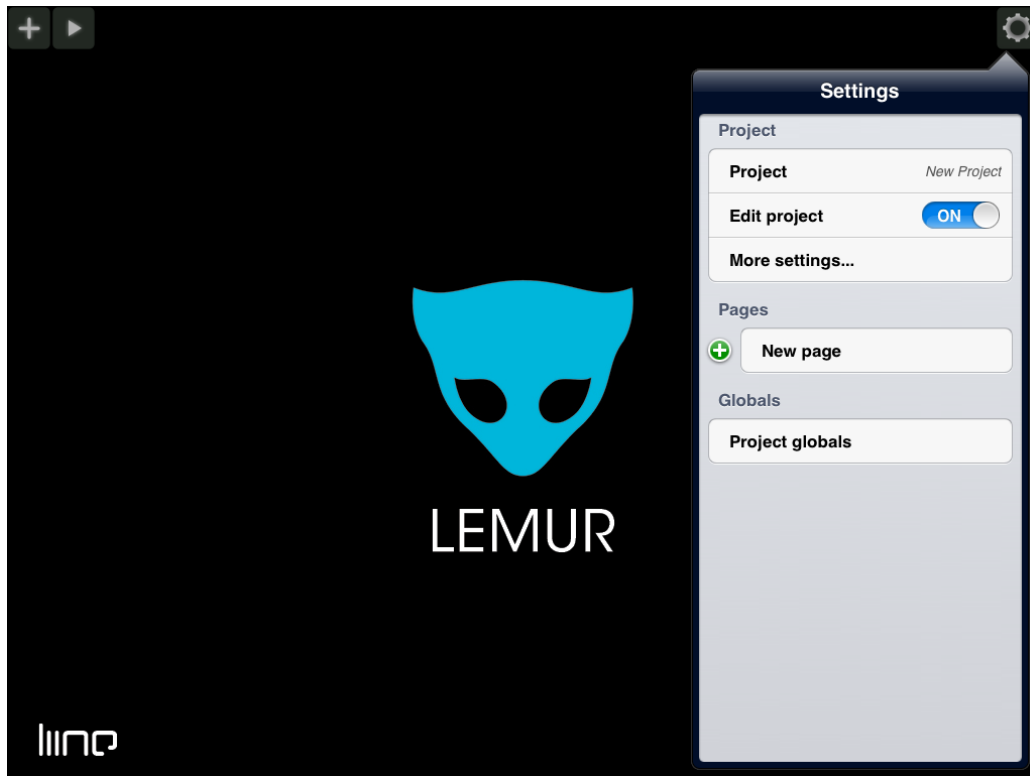 Settings
Project
Project New Project
Edit project ON
More settings...
Pages
New page
Globals
Project globals
LEMUR
liine